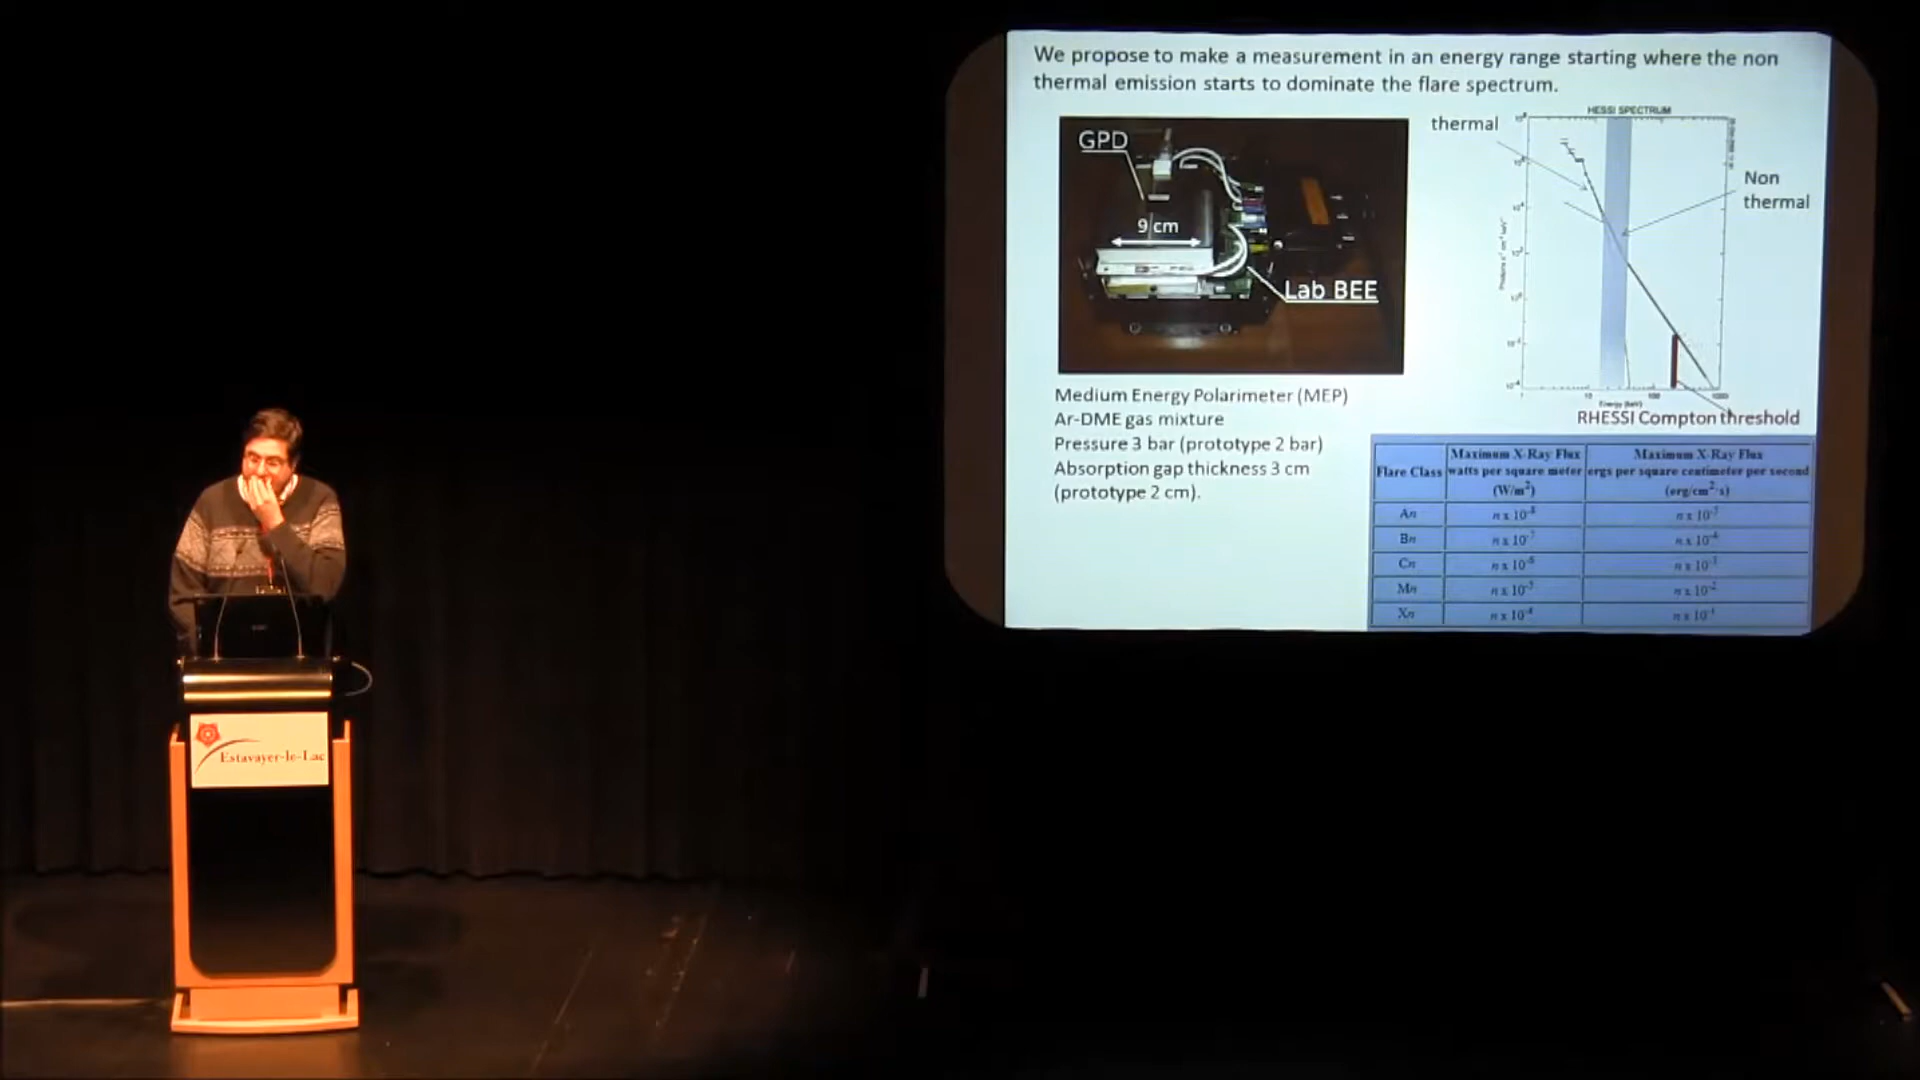 We propose to make a measurement in an energy range starting where the non
thermal emission starts to dominate the flare spectrum.
GPD
9 cm
Lab BEE
HESSI SPECTRUM
thermal
Non
thermal
Energy (keV)
RHESSI Compton threshold
Medium Energy Polarimeter (MEP)
Ar-DME gas mixture
Pressure 3 bar (prototype 2 bar)
Absorption gap thickness 3 cm
(prototype 2 cm).
Flare Class
Maximum X-Ray Flux
watts per square meter
(W/m²)
Maximum X-Ray Flux
ergs per square centimeter per second
(erg/cm²·s)
An
Bn
Cn
Mn
Xn
Estavayer-le-Lac